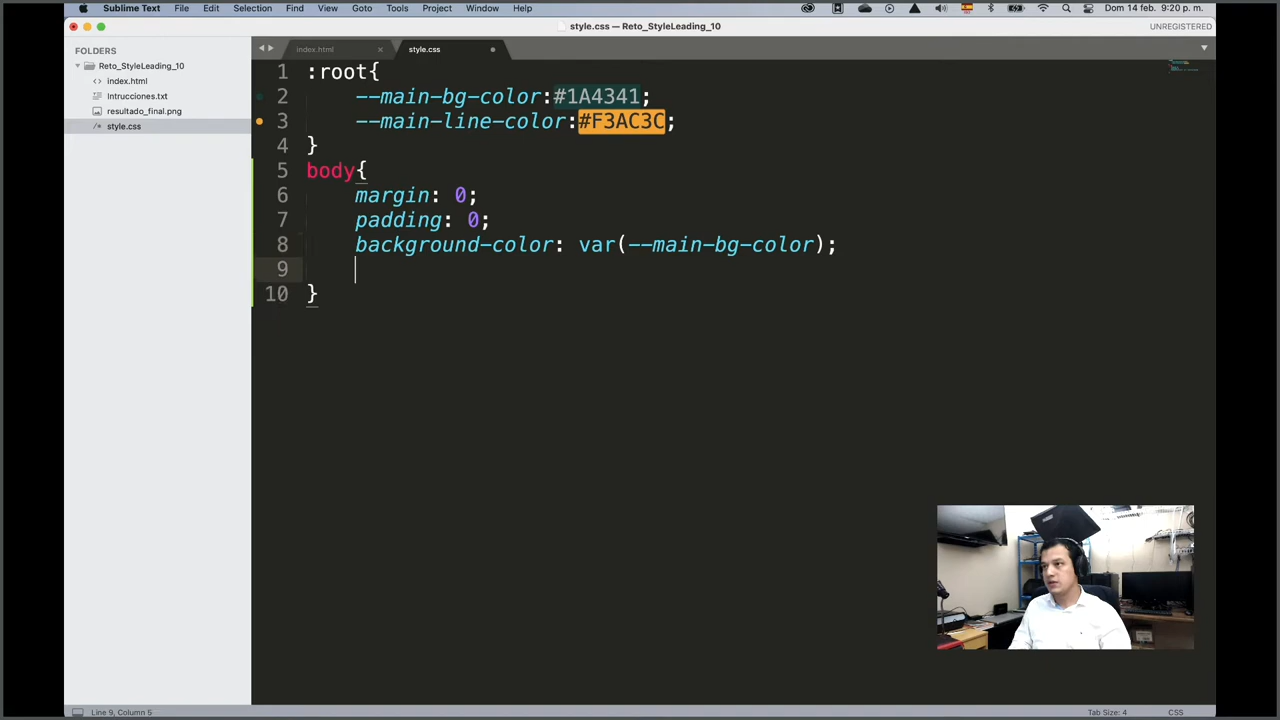 Sublime Text File Edit Selection Find View Goto Tools Project Window Help Dom 14 feb. 9:20 p. m.
style.css — Reto_StyleLeading_10
UNREGISTERED
FOLDERS
Reto_StyleLeading_10
index.html
Intrucciones.txt
resultado_final.png
style.css
index.html
style.css
1 :root{
2 --main-bg-color:#1A4341;
3 --main-line-color:#F3AC3C;
4 }
5 body{
6 margin: 0;
7 padding: 0;
8 background-color: var(--main-bg-color);
9
10 }
Line 9, Column 5
Tab Size: 4
CSS